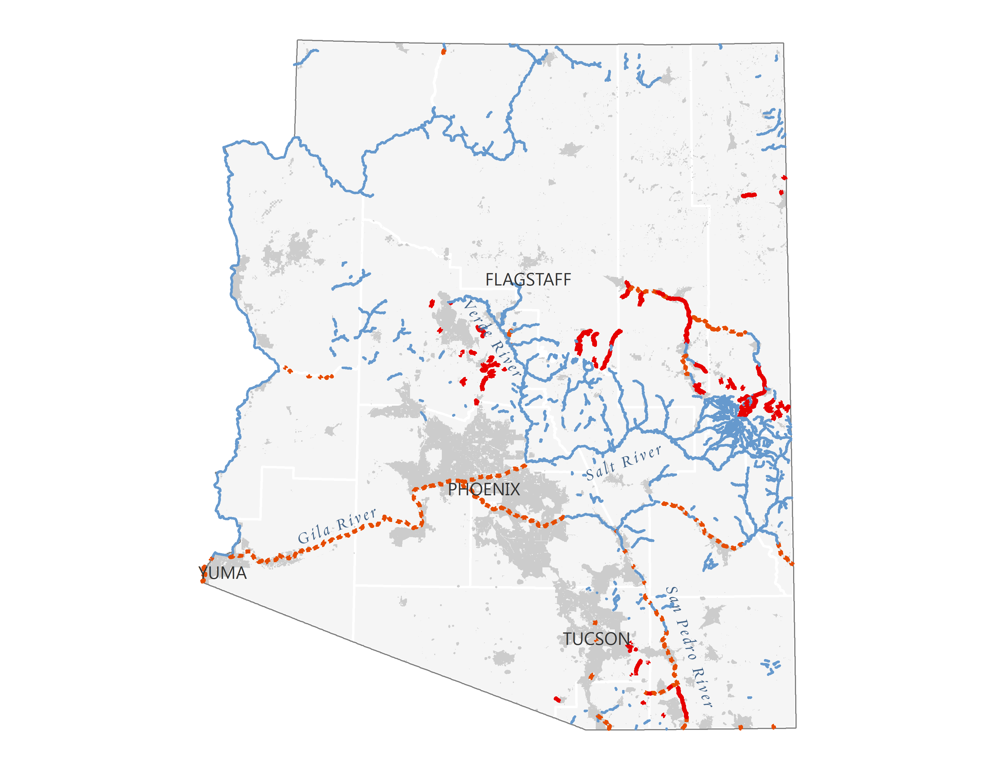 FLAGSTAFF
Verde River
Salt River
PHOENIX
Gila River
YUMA
San Pedro River
TUCSON